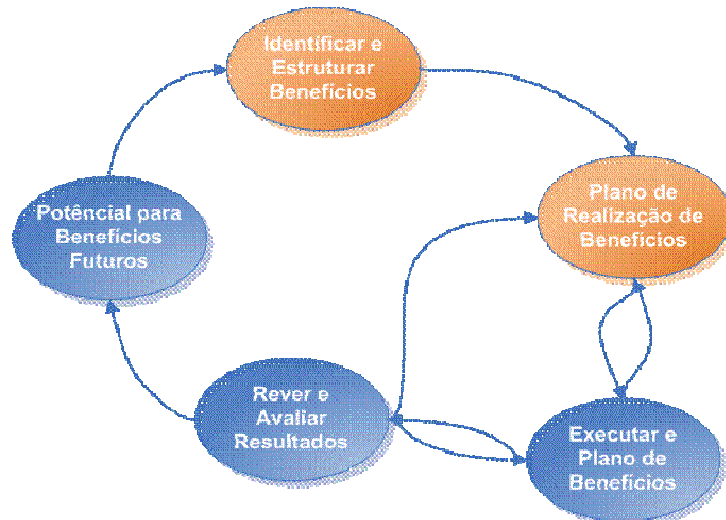 Identificar e
Estruturar
Benefícios
Plano de
Realização de
Benefícios
Potêncial para
Benefícios
Futuros
Rever e
Avaliar
Resultados
Executar e
Plano de
Benefícios